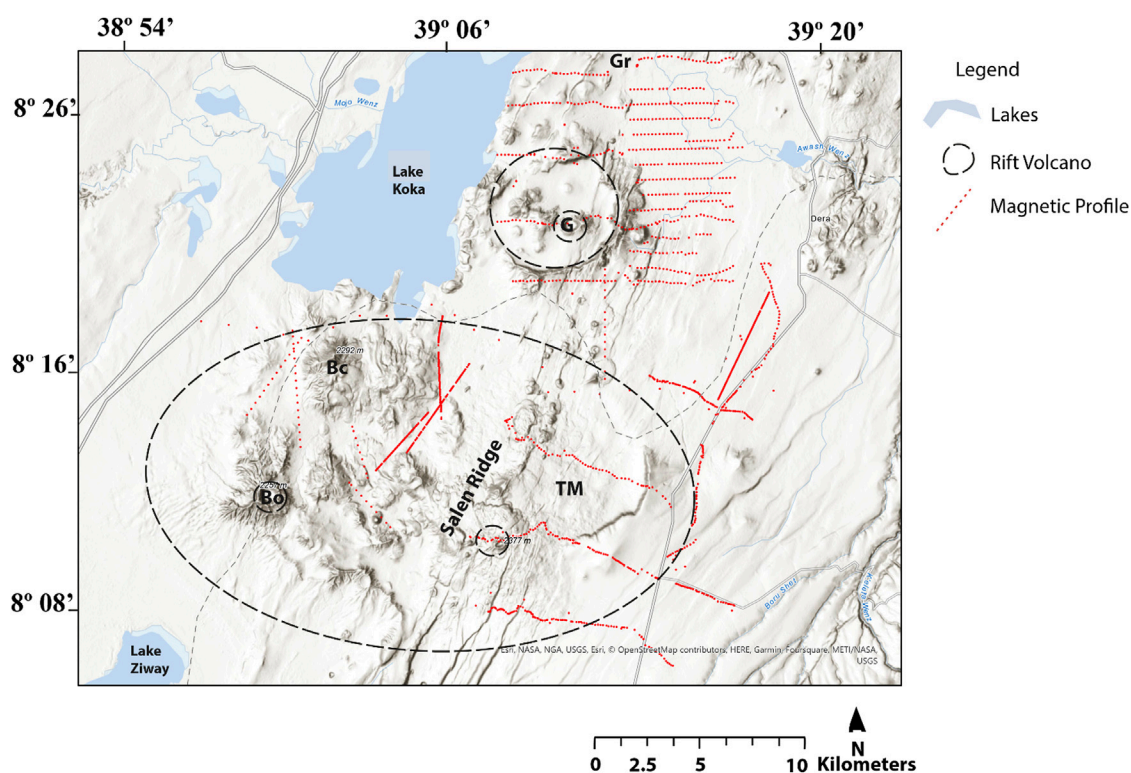 38º 54’
39º 06’
39º 20’
8º 26’
8º 16’
8º 08’
Gr
Mojo Wenz
Lake
Koka
Awash Wenz
Dera
G
2292 m
Bc
Bo
Salen Ridge
TM
2377 m
Boru Shet
Lake
Ziway
Esri, NASA, NGA, USGS, Esri, © OpenStreetMap contributors, HERE, Garmin, Foursquare, METI/NASA,
USGS
Legend
Lakes
Rift Volcano
Magnetic Profile
N
0 2.5 5 10 Kilometers